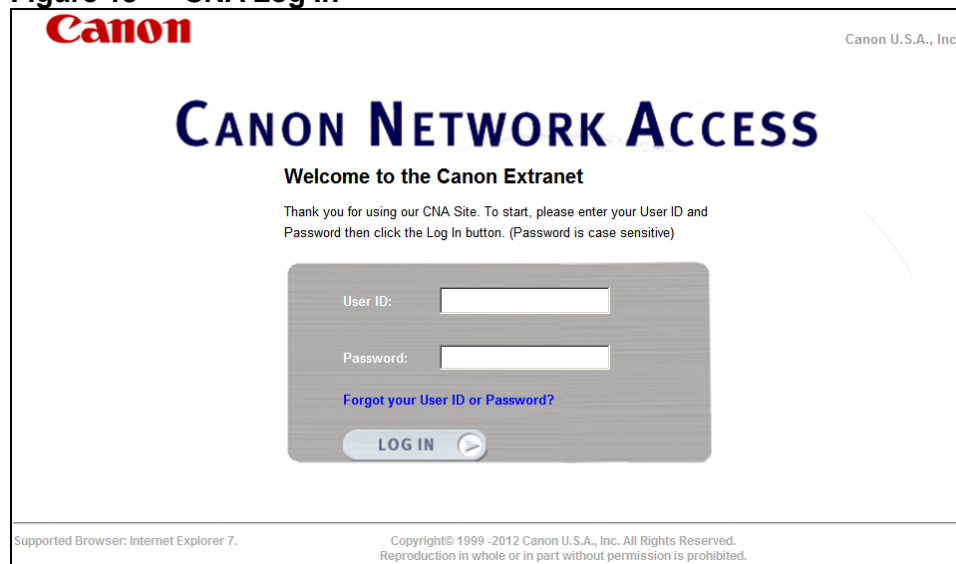 Canon
Canon U.S.A., Inc
CANON NETWORK ACCESS
Welcome to the Canon Extranet
Thank you for using our CNA Site. To start, please enter your User ID and
Password then click the Log In button. (Password is case sensitive)
User ID:
Password:
Forgot your User ID or Password?
LOG IN
Supported Browser: Internet Explorer 7.
Copyright© 1999 -2012 Canon U.S.A., Inc. All Rights Reserved.
Reproduction in whole or in part without permission is prohibited.